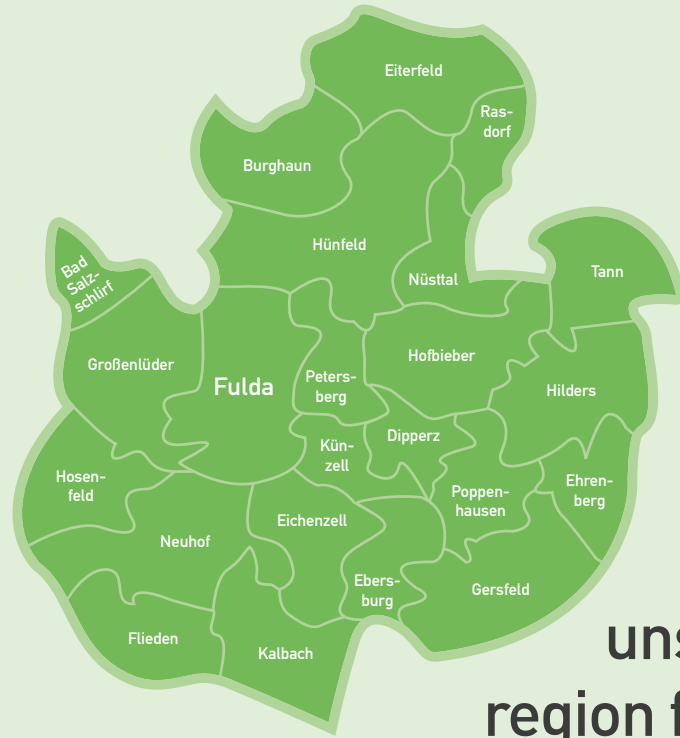 Eiterfeld
Ras-
dorf
Burghaun
Hünfeld
Nüsttal
Tann
Bad
Salz-
schlirf
Großenlüder
Fulda
Peters-
berg
Hofbieber
Hilders
Kün-
zell
Dipperz
Hosen-
feld
Poppen-
hausen
Ehren-
berg
Neuhof
Eichenzell
Ebers-
burg
Gersfeld
Flieden
Kalbach
region